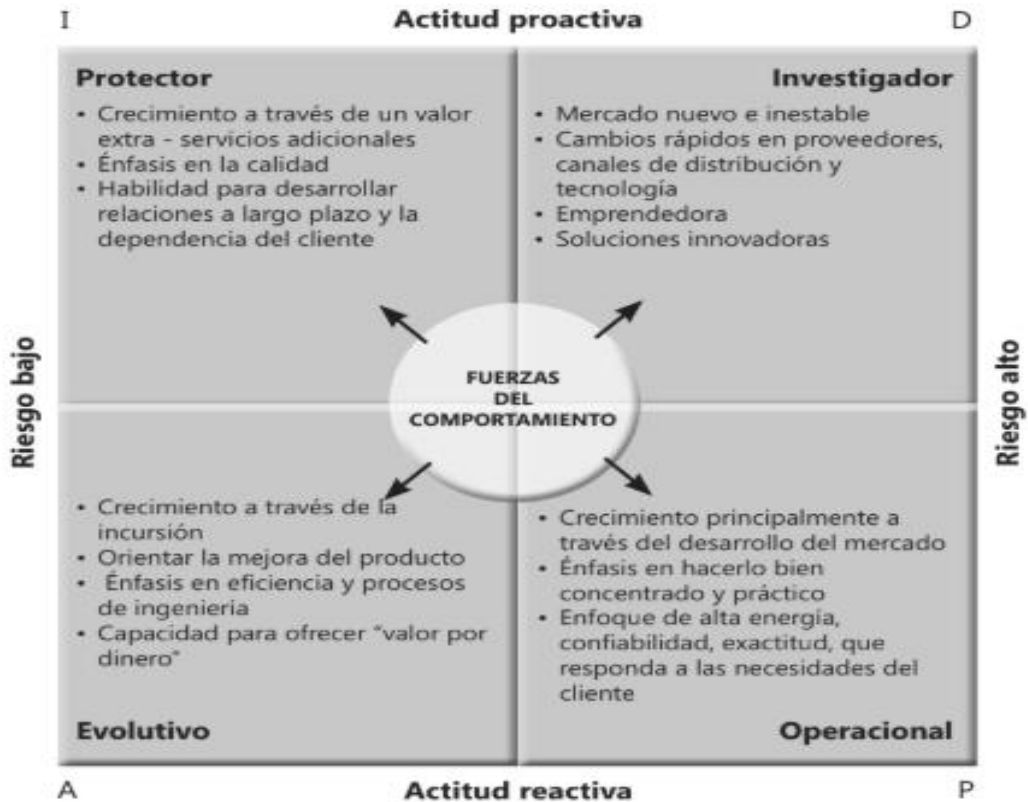 I
Actitud proactiva
D
Protector
• Crecimiento a través de un valor
extra - servicios adicionales
• Énfasis en la calidad
• Habilidad para desarrollar
relaciones a largo plazo y la
dependencia del cliente
Investigador
• Mercado nuevo e inestable
• Cambios rápidos en proveedores,
canales de distribución y
tecnología
• Emprendedora
• Soluciones innovadoras
Riesgo bajo
FUERZAS
DEL
COMPORTAMIENTO
Riesgo alto
• Crecimiento a través de la
incursión
• Orientar la mejora del producto
• Énfasis en eficiencia y procesos
de ingeniería
• Capacidad para ofrecer "valor por
dinero"
Evolutivo
• Crecimiento principalmente a
través del desarrollo del mercado
• Énfasis en hacerlo bien
concentrado y práctico
• Enfoque de alta energía,
confiabilidad, exactitud, que
responda a las necesidades del
cliente
Operacional
A
Actitud reactiva
P